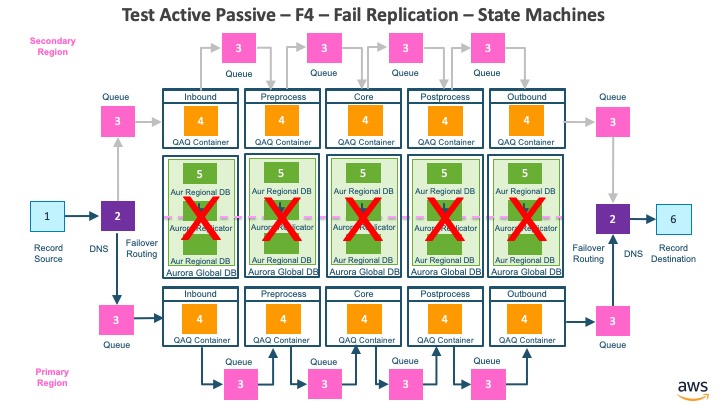 Test Active Passive – F4 – Fail Replication – State Machines
Secondary
Region
3
3
3
3
Queue
Queue
Queue
Queue
Queue
3
Inbound
4
QAQ Container
Preprocess
4
QAQ Container
Core
4
QAQ Container
Postprocess
4
QAQ Container
Outbound
4
QAQ Container
Queue
3
5
Aur Regional DB
Aurora Replicator
Aur Regional DB
Aurora Global DB
5
Aur Regional DB
Aurora Replicator
Aur Regional DB
Aurora Global DB
5
Aur Regional DB
Aurora Replicator
Aur Regional DB
Aurora Global DB
5
Aur Regional DB
Aurora Replicator
Aur Regional DB
Aurora Global DB
5
Aur Regional DB
Aurora Replicator
Aur Regional DB
Aurora Global DB
1
Record
Source
2
DNS
Failover
Routing
2
Failover
Routing
DNS
6
Record
Destination
3
Queue
Inbound
4
QAQ Container
Preprocess
4
QAQ Container
Core
4
QAQ Container
Postprocess
4
QAQ Container
Outbound
4
QAQ Container
3
Queue
Queue
Queue
Queue
Queue
3
3
3
3
Primary
Region
aws